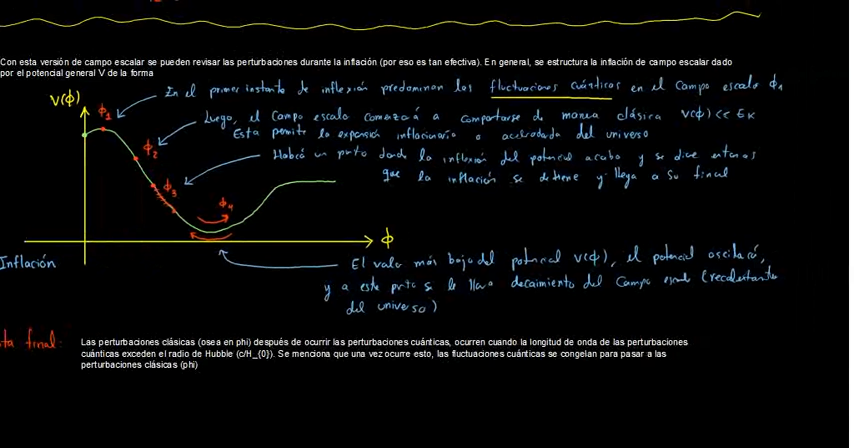 Con esta versión de campo escalar se pueden revisar las perturbaciones durante la inflación (por eso es tan efectiva). En general, se estructura la inflación de campo escalar dado
por el potencial general V de la forma
V(ϕ)
En el primer instante de inflexión predominan las fluctuaciones cuánticas en el campo escalar ϕ1
ϕ1
Luego, el campo escalar comenzará a comportarse de manera clásica V(ϕ) << Ek
Esta permite la expansión inflacionaria o acelerada del universo
ϕ2
Habrá un punto donde la inflexión del potencial acaba y se dice entonces
que la inflación se detiene y llega a su final
ϕ3
ϕ4
ϕ
Inflación
El valor más bajo del potencial V(ϕ), el potencial oscilará,
y a este punto se le llama decaimiento del campo escalar (recalentamiento
del universo)
ta final:
Las perturbaciones clásicas (osea en phi) después de ocurrir las perturbaciones cuánticas, ocurren cuando la longitud de onda de las perturbaciones
cuánticas exceden el radio de Hubble (c/H_{0}). Se menciona que una vez ocurre esto, las fluctuaciones cuánticas se congelan para pasar a las
perturbaciones clásicas (phi)